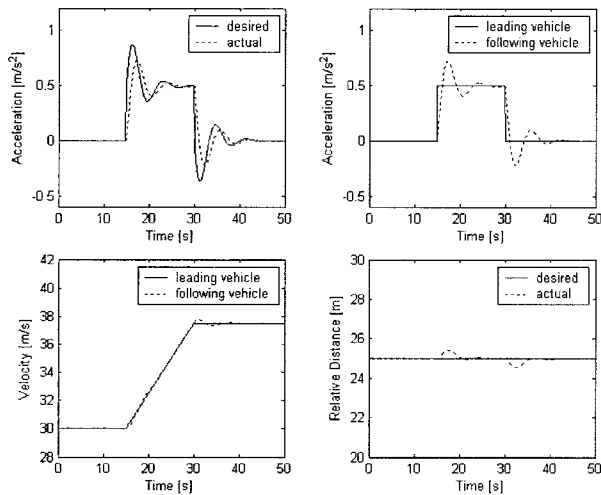 desired
actual
1
0.5
0
-0.5
Acceleration [m/s²]
0 10 20 30 40 50
Time [s]
leading vehicle
following vehicle
1
0.5
0
-0.5
Acceleration [m/s²]
0 10 20 30 40 50
Time [s]
leading vehicle
following vehicle
42
40
38
36
34
32
30
28
Velocity [m/s]
0 10 20 30 40 50
Time [s]
desired
actual
30
28
26
24
22
20
Relative Distance [m]
0 10 20 30 40 50
Time [s]